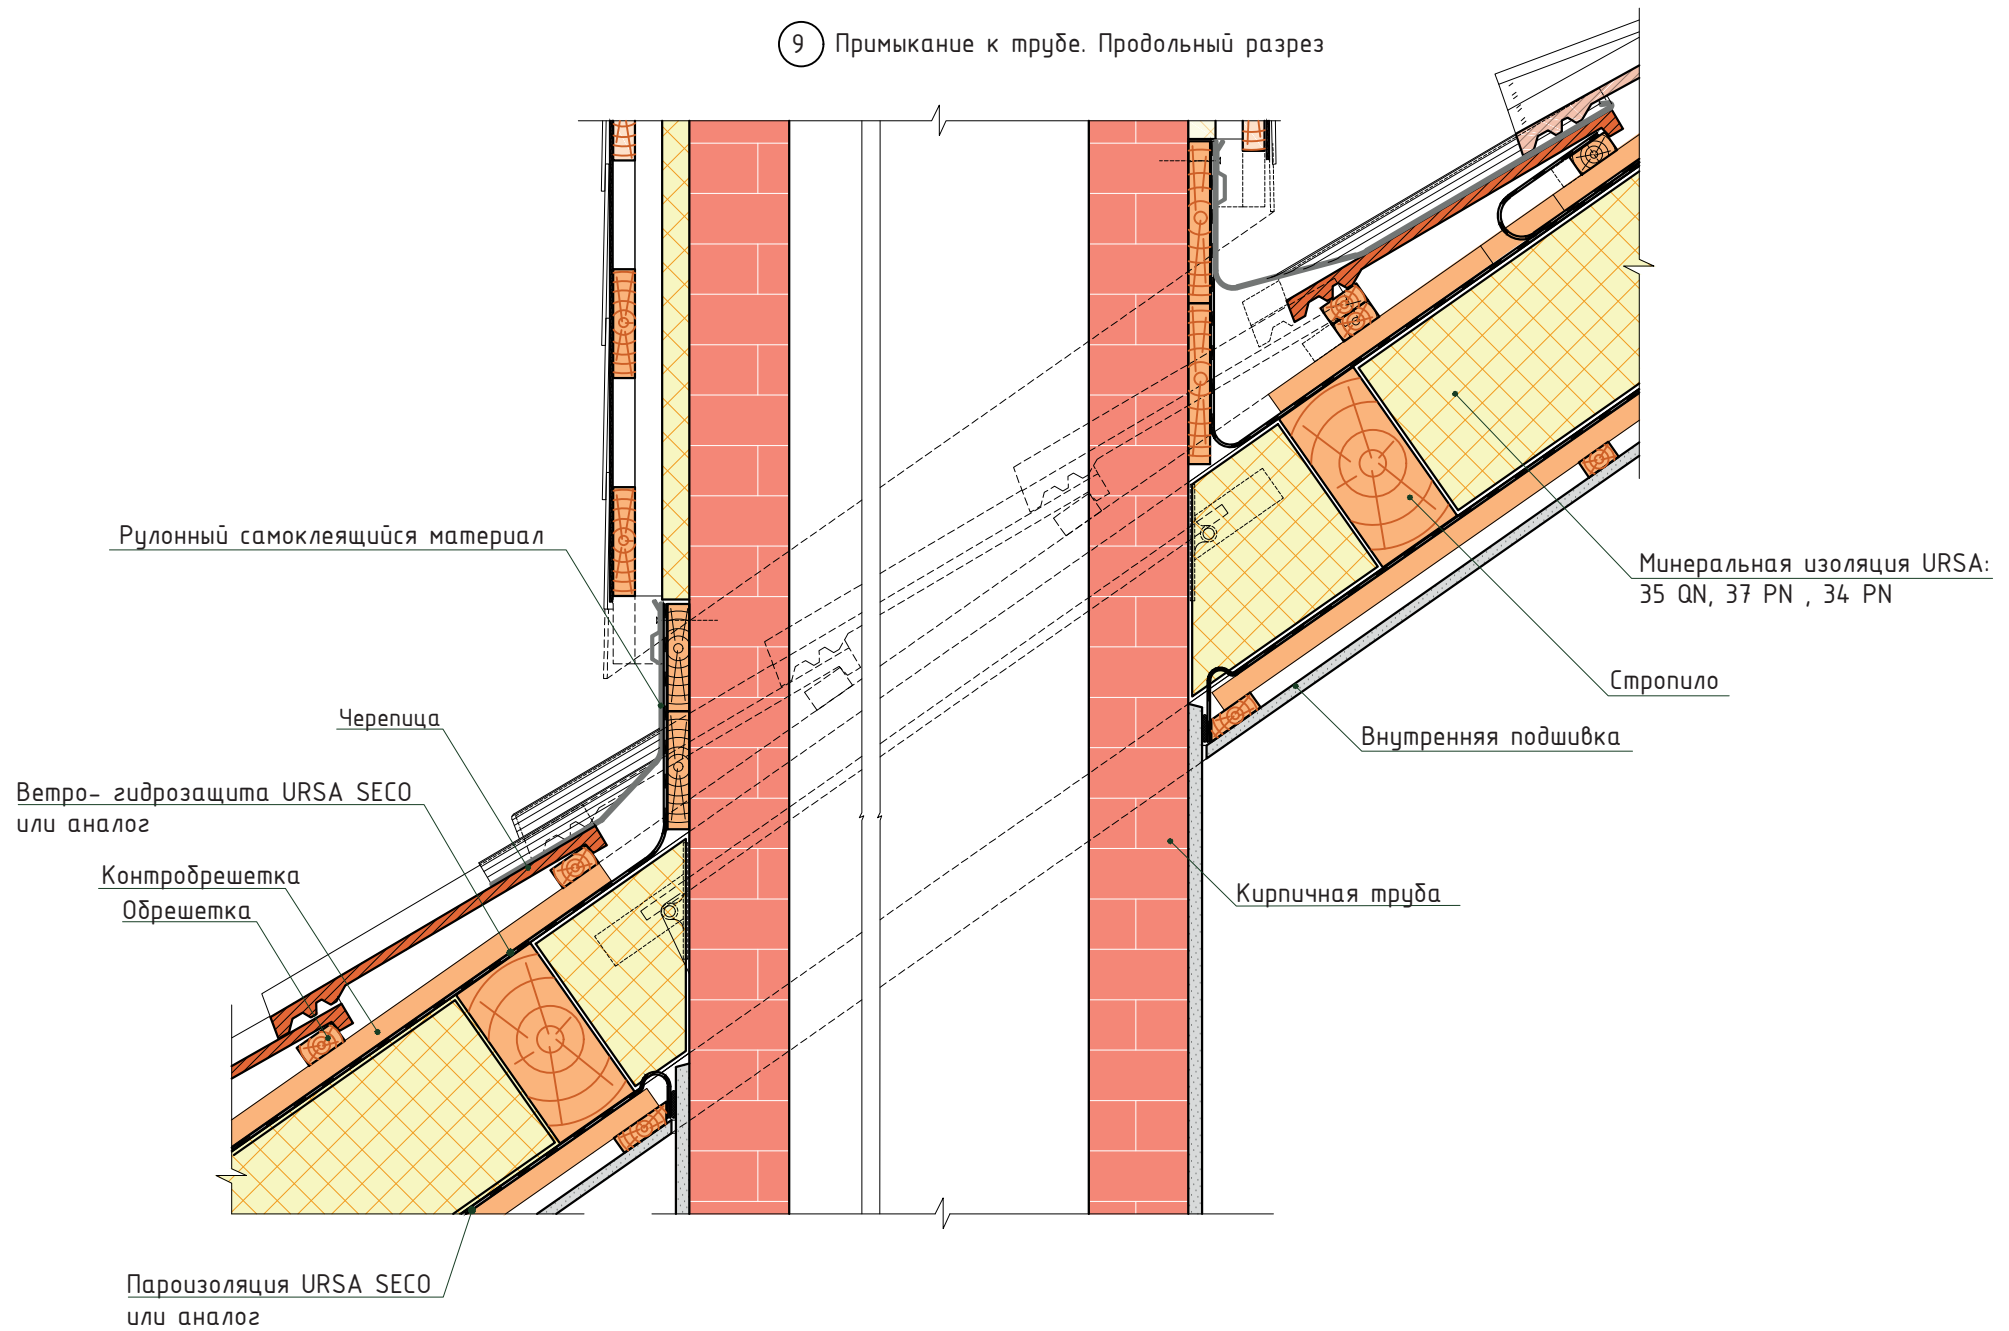 9 Примыкание к трубе. Продольный разрез
Рулонный самоклеящийся материал
Минеральная изоляция URSA:
35 QN, 37 PN , 34 PN
Стропило
Черепица
Внутренняя подшивка
Ветро- гидрозащита URSA SECO
или аналог
Контробрешетка
Кирпичная труба
Обрешетка
Пароизоляция URSA SECO
или аналог